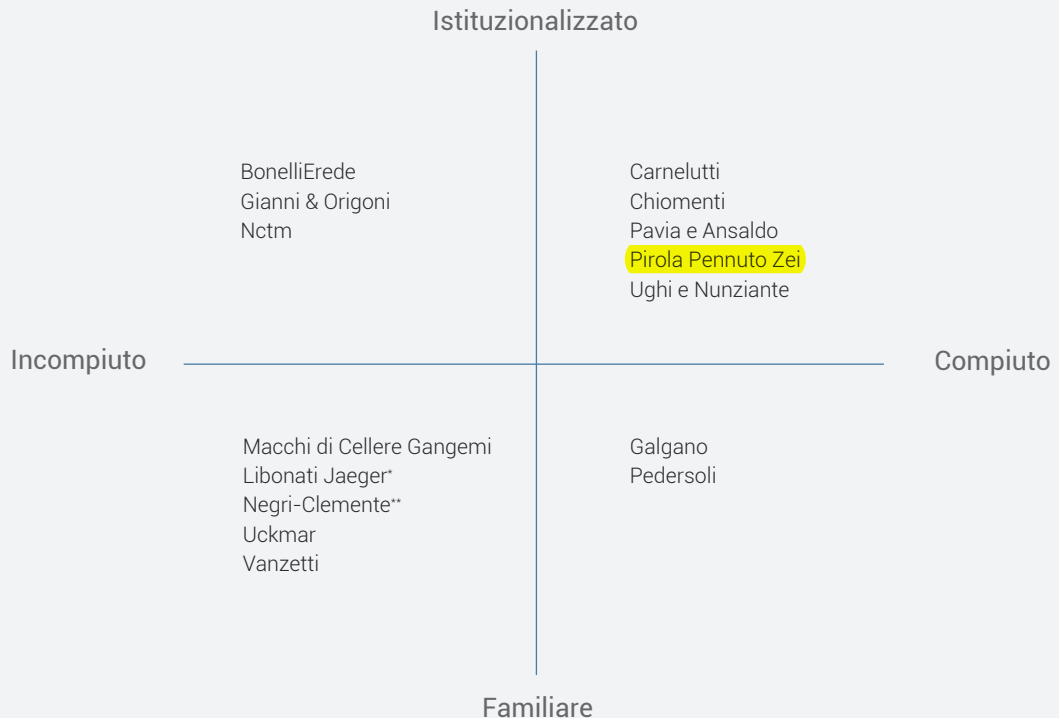 Istituzionalizzato
BonelliErede
Gianni & Origoni
Nctm
Carnelutti
Chiomenti
Pavia e Ansaldo
Pirola Pennuto Zei
Ughi e Nunziante
Incompiuto
Compiuto
Macchi di Cellere Gangemi
Libonati Jaeger*
Negri-Clemente**
Uckmar
Vanzetti
Galgano
Pedersoli
Familiare